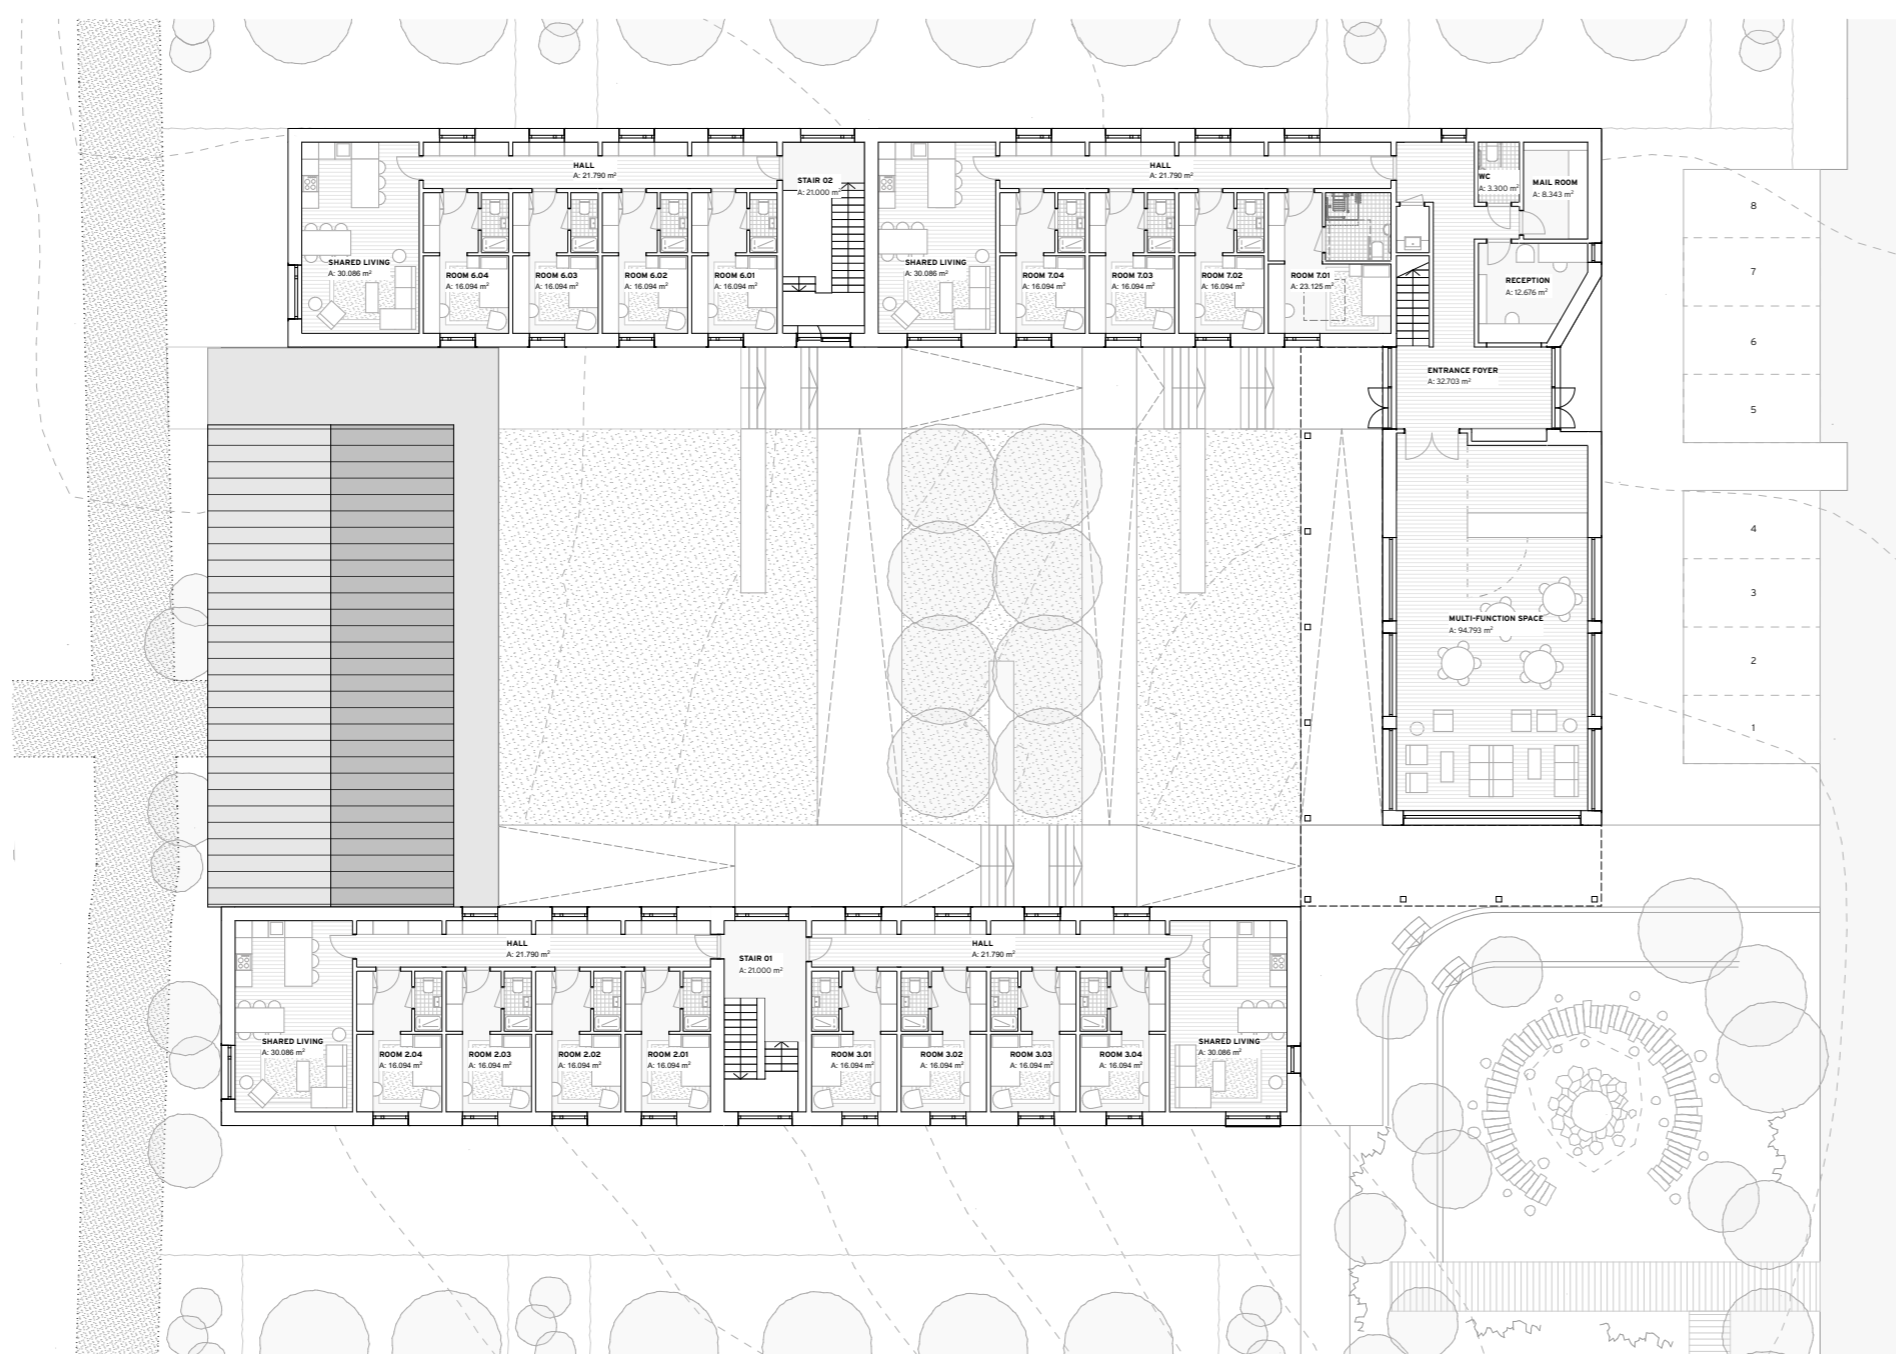 HALL
A: 21.790 m²
STAIR 02
A: 21.000 m²
HALL
A: 21.790 m²
WC
A: 3.300 m²
MAIL ROOM
A: 8.343 m²
8
SHARED LIVING
A: 30.086 m²
ROOM 6.04
A: 16.094 m²
ROOM 6.03
A: 16.094 m²
ROOM 6.02
A: 16.094 m²
ROOM 6.01
A: 16.094 m²
SHARED LIVING
A: 30.086 m²
ROOM 7.04
A: 16.094 m²
ROOM 7.03
A: 16.094 m²
ROOM 7.02
A: 16.094 m²
ROOM 7.01
A: 23.125 m²
RECEPTION
A: 12.676 m²
7
6
ENTRANCE FOYER
A: 32.703 m²
5
4
3
MULTI-FUNCTION SPACE
A: 94.793 m²
2
1
HALL
A: 21.790 m²
STAIR 01
A: 21.000 m²
HALL
A: 21.790 m²
SHARED LIVING
A: 30.086 m²
ROOM 2.04
A: 16.094 m²
ROOM 2.03
A: 16.094 m²
ROOM 2.02
A: 16.094 m²
ROOM 2.01
A: 16.094 m²
ROOM 3.01
A: 16.094 m²
ROOM 3.02
A: 16.094 m²
ROOM 3.03
A: 16.094 m²
ROOM 3.04
A: 16.094 m²
SHARED LIVING
A: 30.086 m²